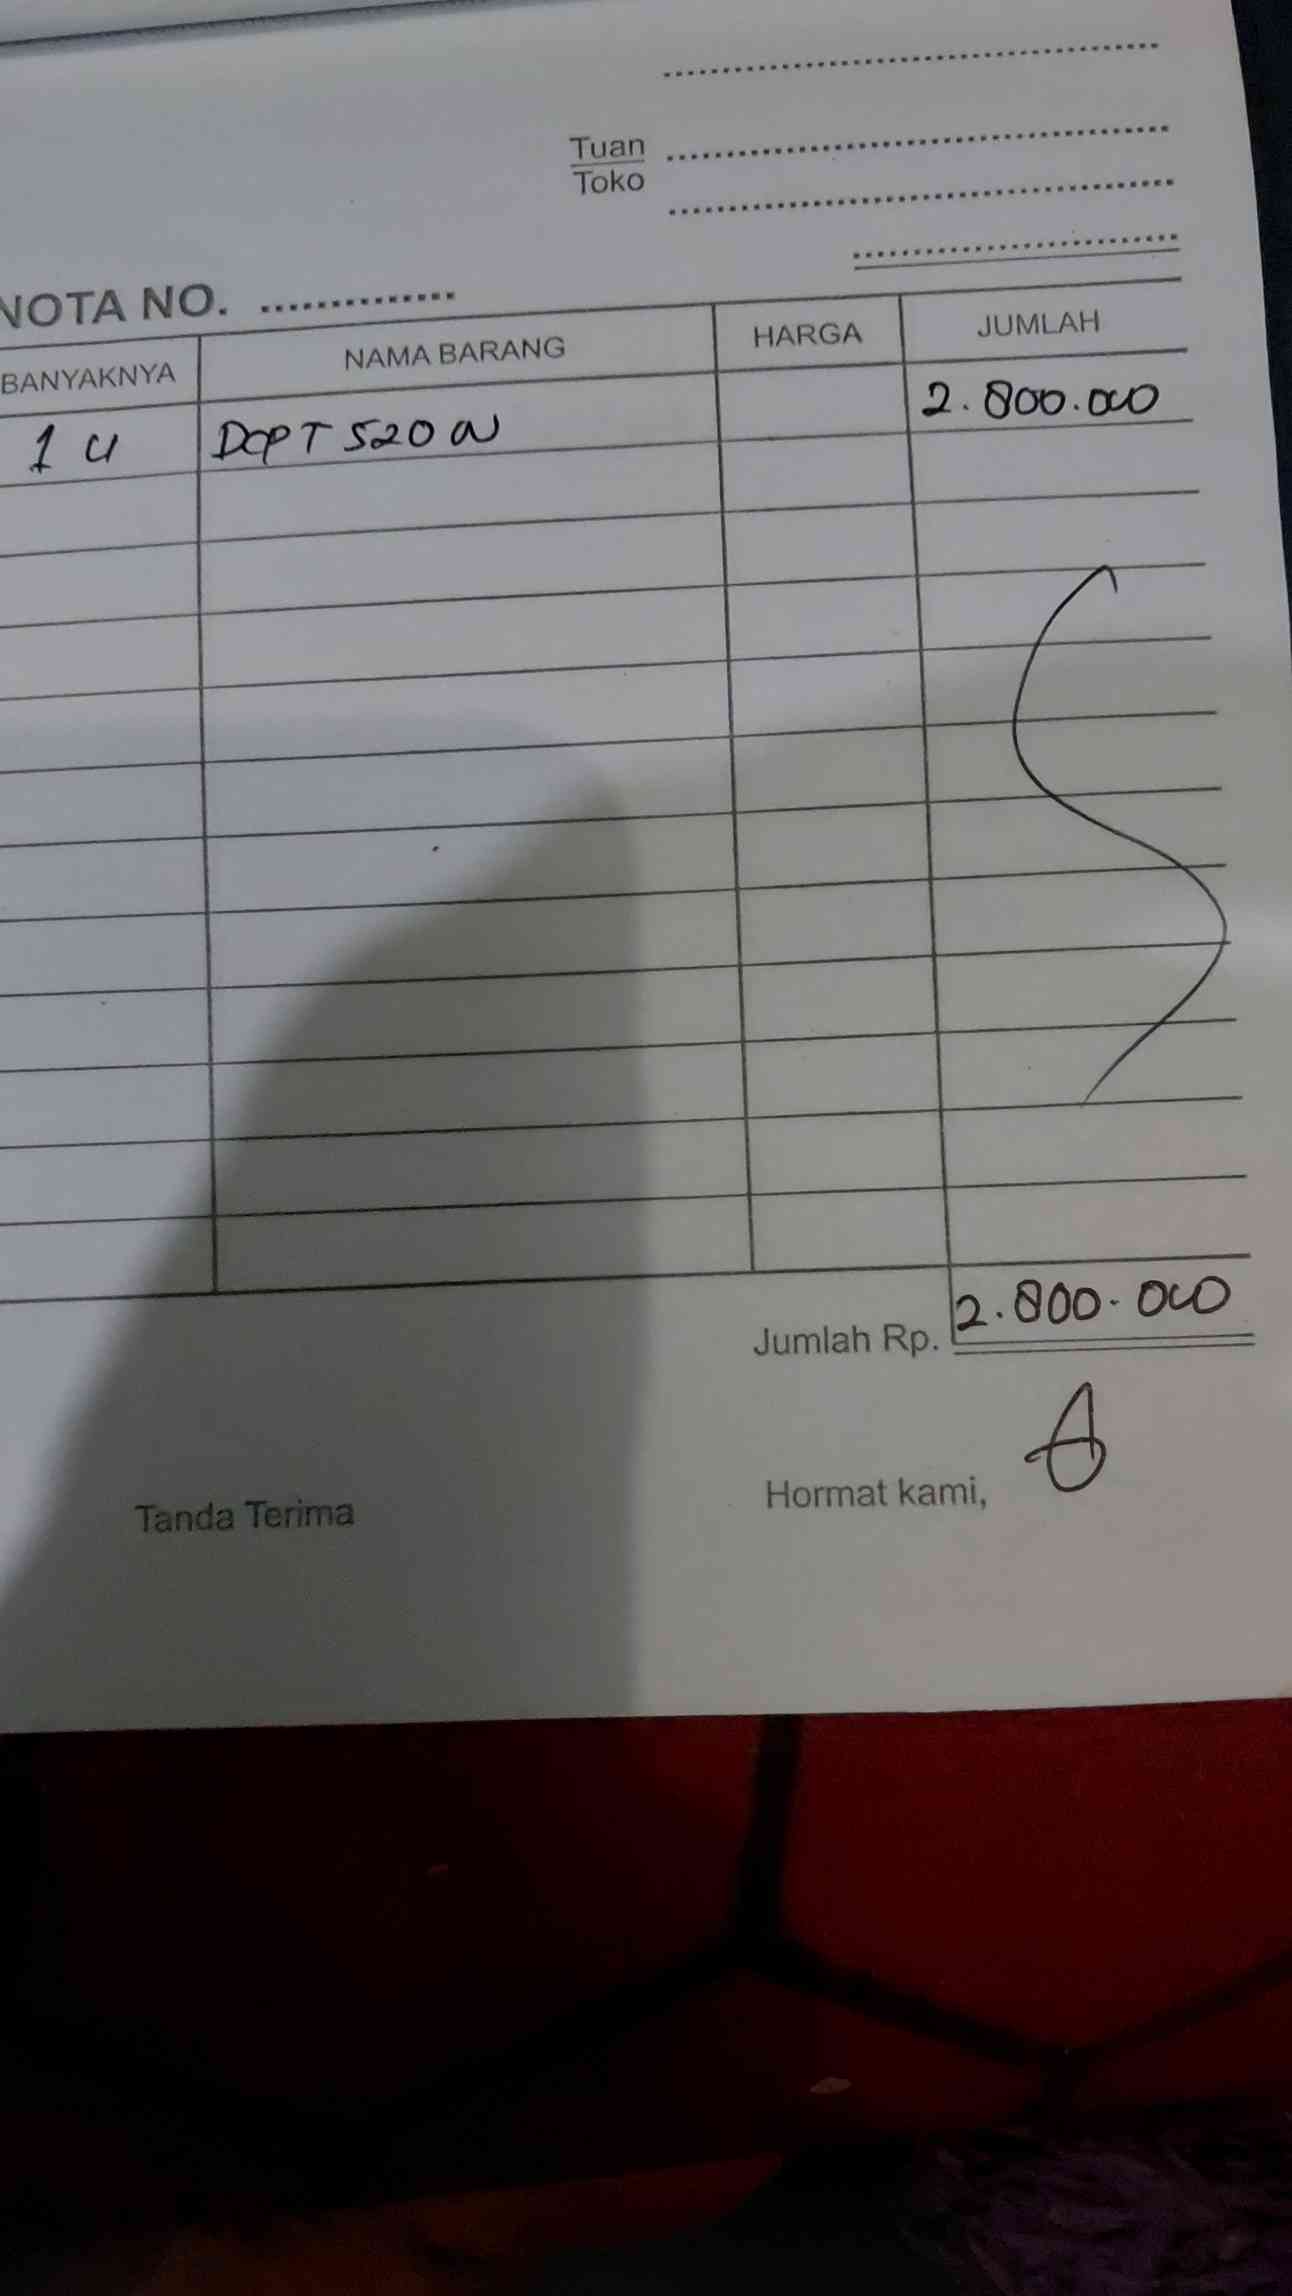 Tuan
Toko
NOTA NO.
BANYAKNYA NAMA BARANG HARGA JUMLAH
1 U DCP T 520 W 2.800.000
Jumlah Rp. 2.800.000
Tanda Terima Hormat kami,